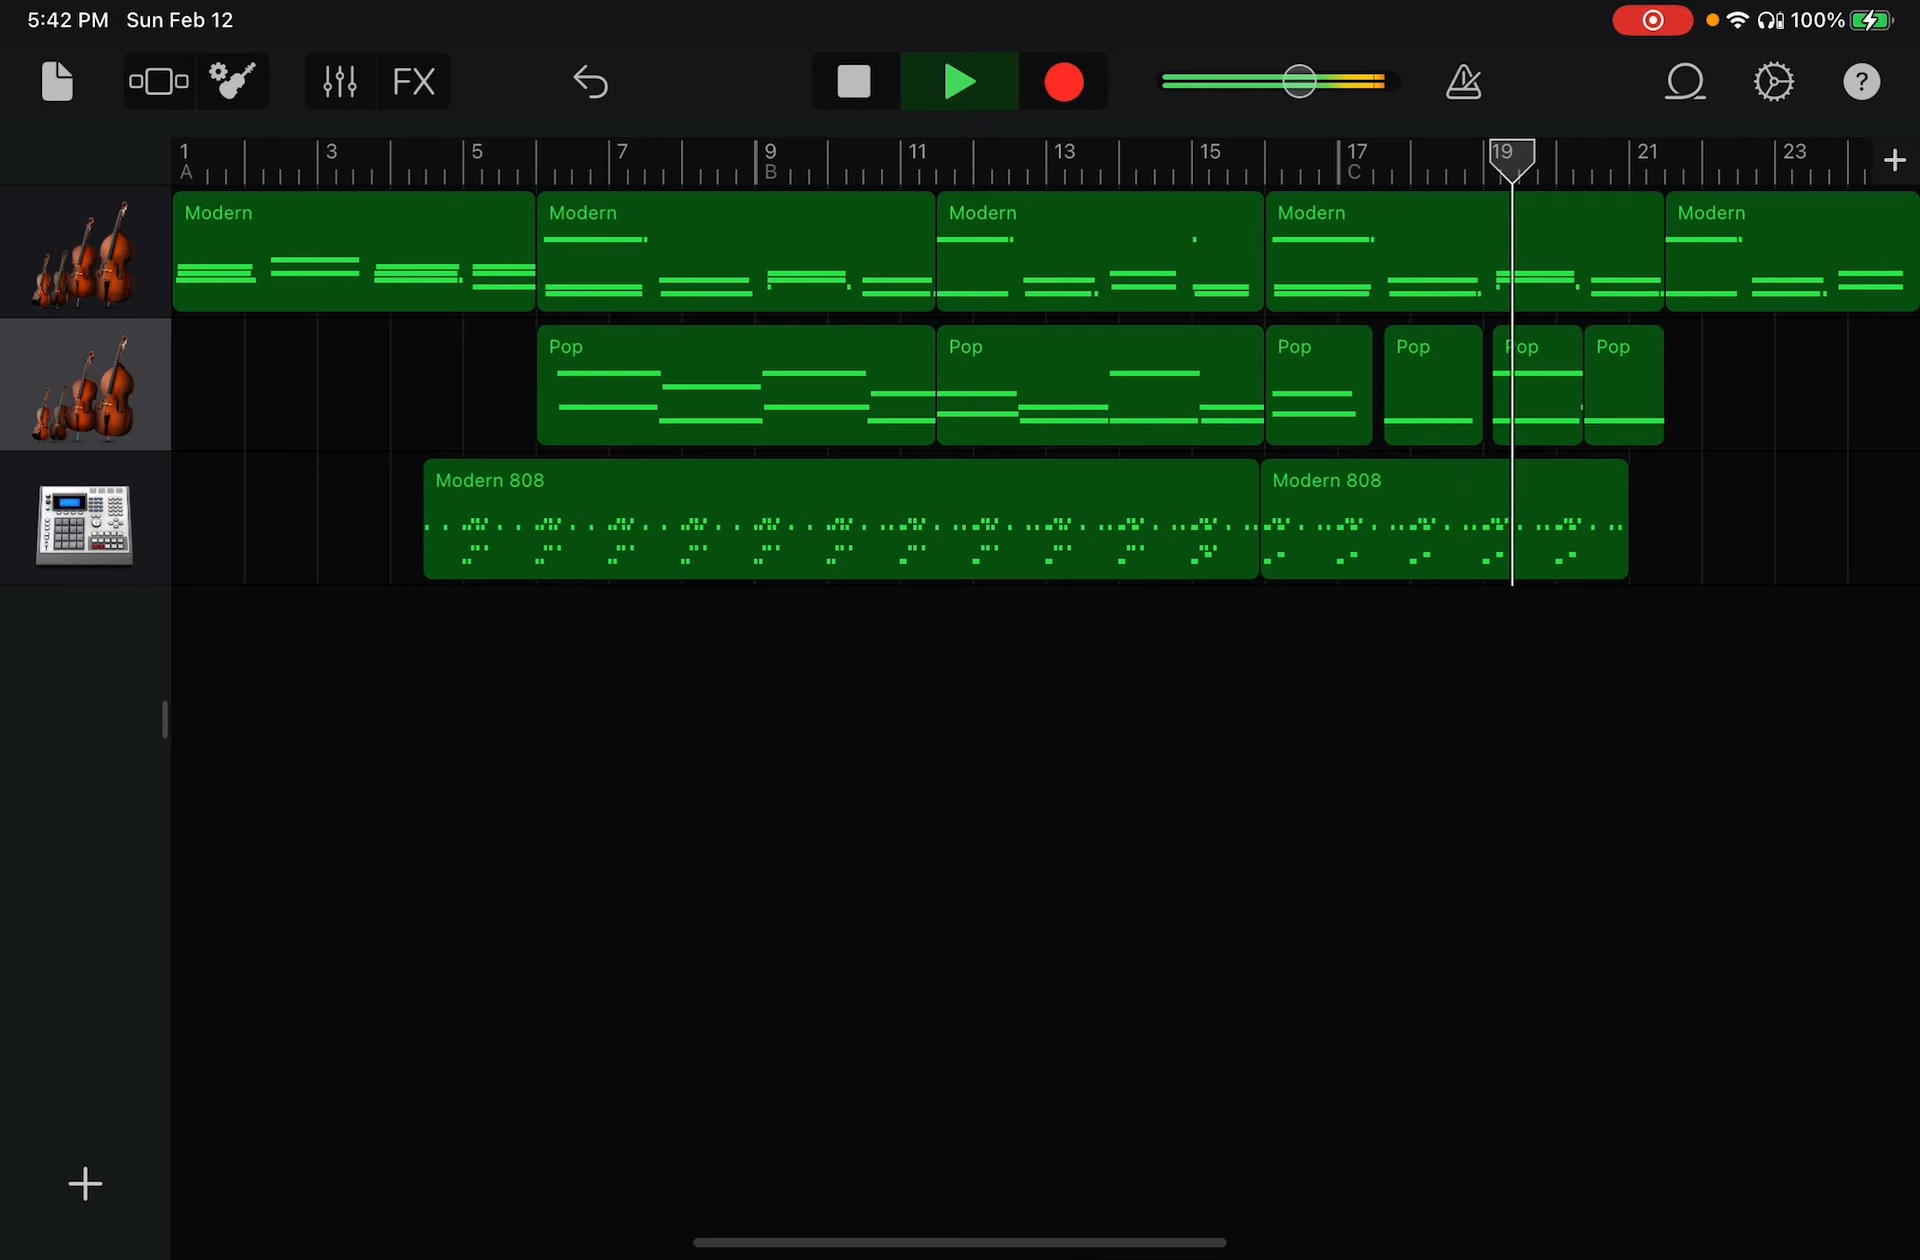 5:42 PM Sun Feb 12 100%
FX ?
1 3 5 7 9 11 13 15 17 19 21 23
A B C
Modern Modern Modern Modern Modern
Pop Pop Pop Pop Pop Pop
Modern 808 Modern 808